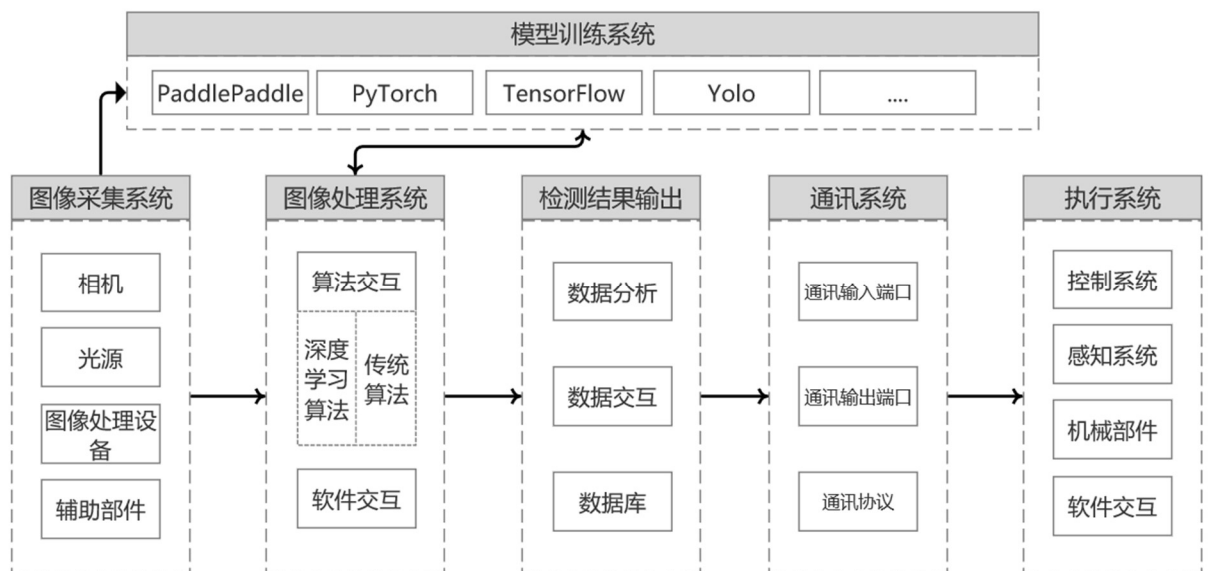 模型训练系统
PaddlePaddle
PyTorch
TensorFlow
Yolo
....
图像采集系统
相机
光源
图像处理设
备
辅助部件
图像处理系统
算法交互
深度
学习
算法
传统
算法
软件交互
检测结果输出
数据分析
数据交互
数据库
通讯系统
通讯输入端口
通讯输出端口
通讯协议
执行系统
控制系统
感知系统
机械部件
软件交互